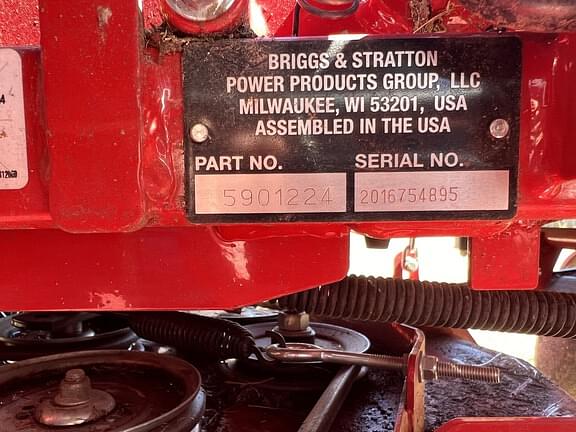 BRIGGS & STRATTON
POWER PRODUCTS GROUP, LLC
MILWAUKEE, WI 53201, USA
ASSEMBLED IN THE USA
PART NO. SERIAL NO.
5901224 2016754895